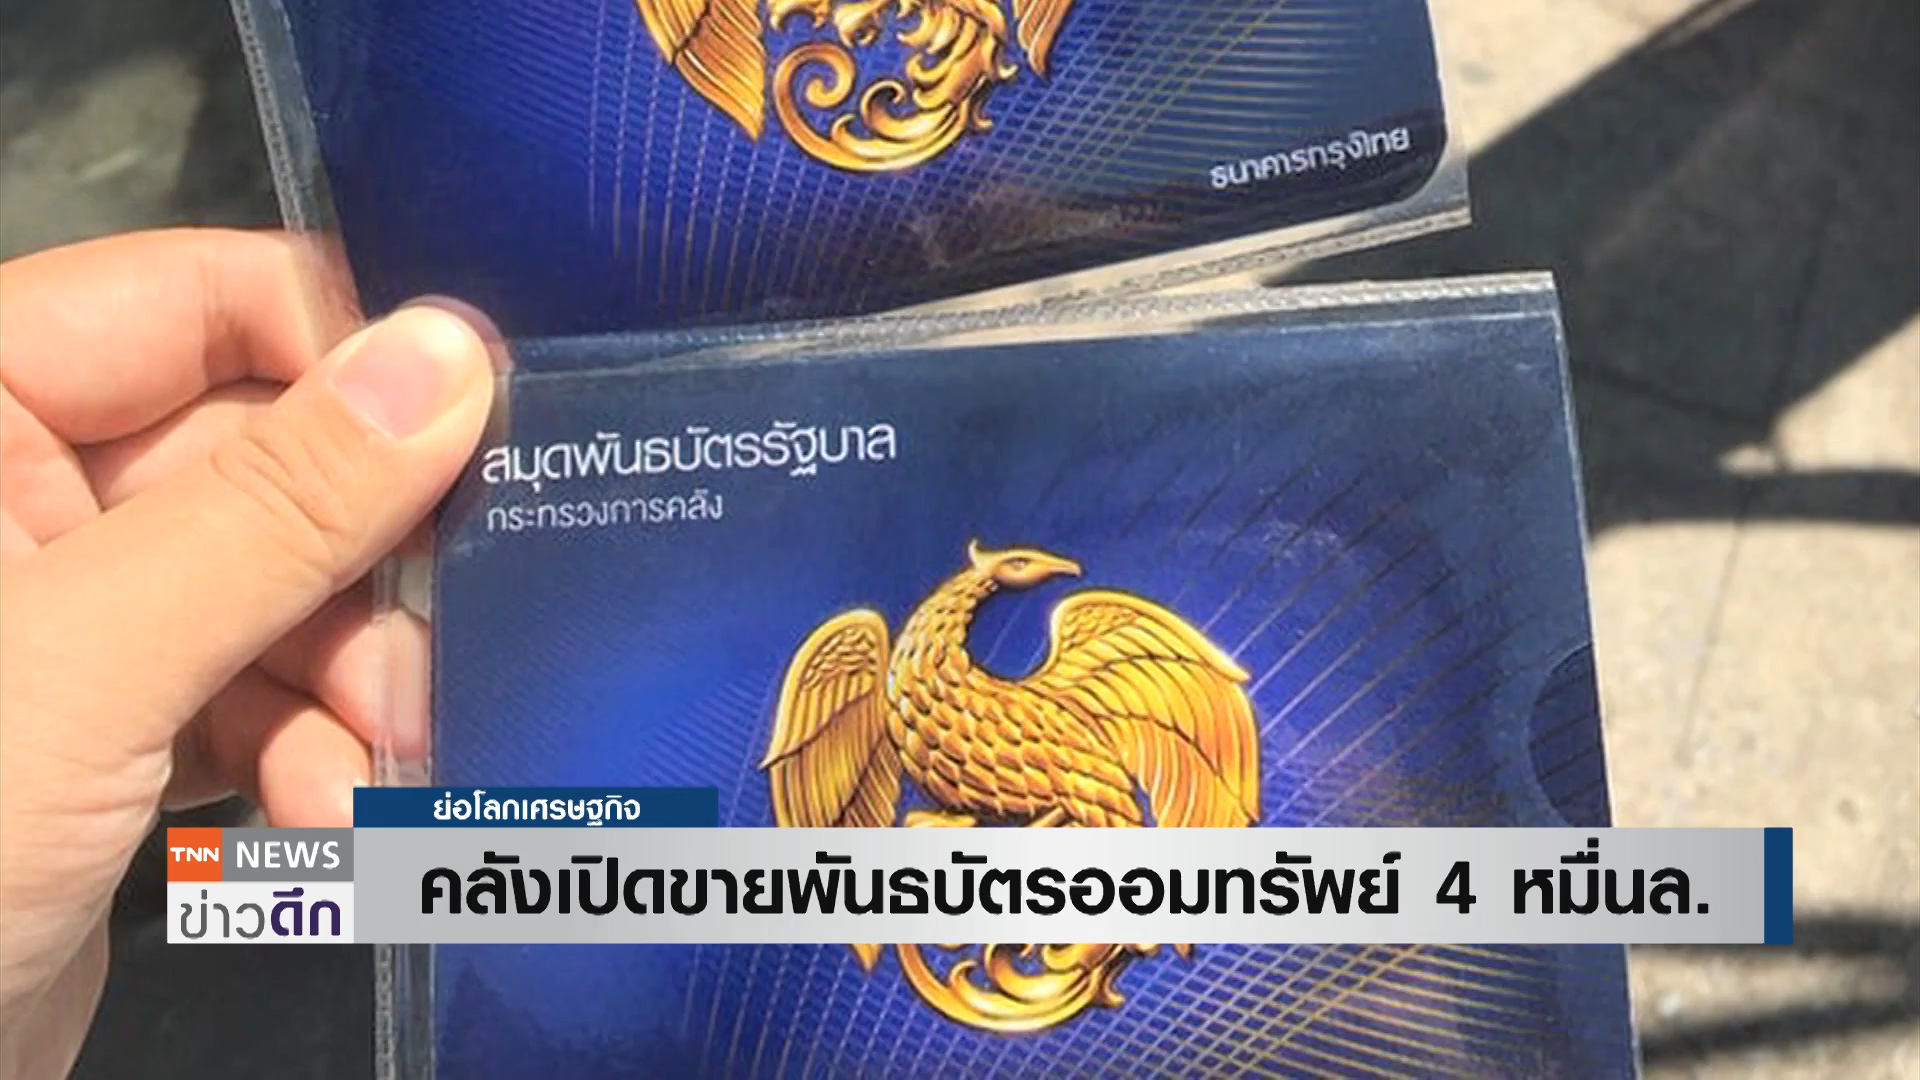 ธนาคารกรุงไทย
สมุดพันธบัตรรัฐบาล
กระทรวงการคลัง
ย่อโลกเศรษฐกิจ
TNN NEWS
ข่าวดึก
คลังเปิดขายพันธบัตรออมทรัพย์ 4 หมื่นล.